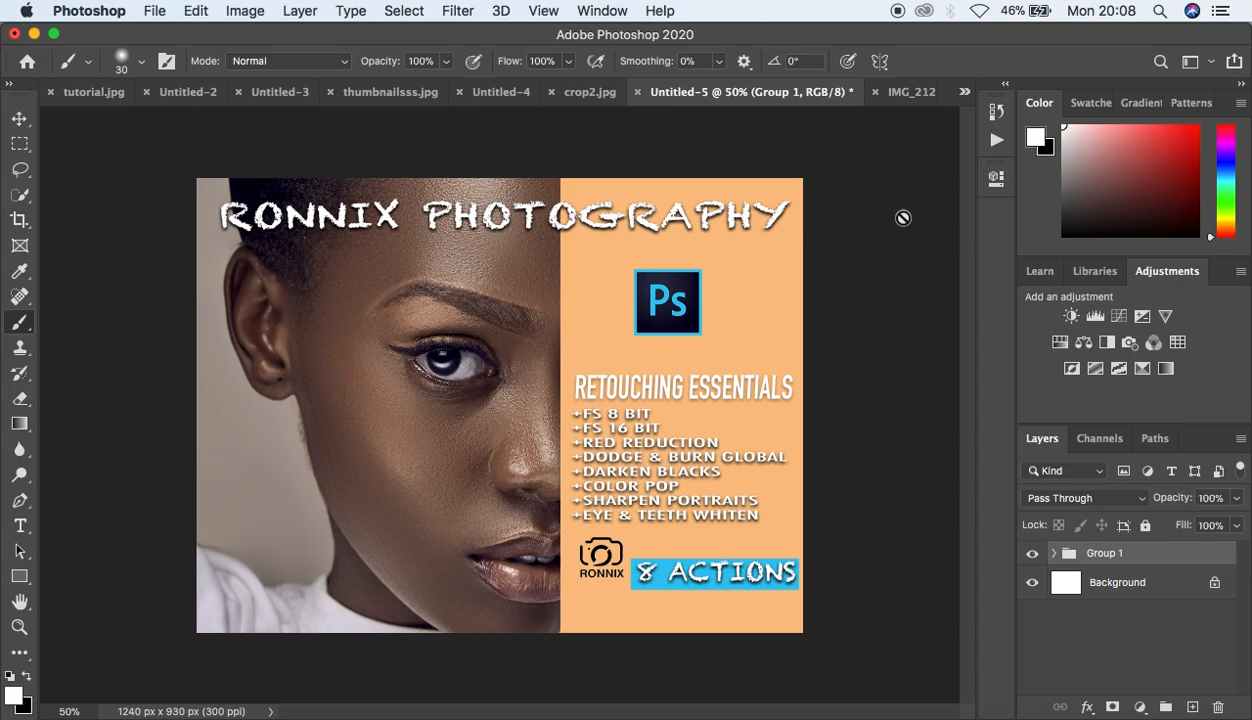 Photoshop File Edit Image Layer Type Select Filter 3D View Window Help 46% Mon 20:08
Adobe Photoshop 2020
30 Mode: Normal Opacity: 100% Flow: 100% Smoothing: 0% 0°
tutorial.jpg Untitled-2 Untitled-3 thumbnailsss.jpg Untitled-4 crop2.jpg Untitled-5 @ 50% (Group 1, RGB/8) * IMG_212
Color Swatche Gradient Patterns
RONNIX PHOTOGRAPHY
Ps
Learn Libraries Adjustments
Add an adjustment
RETOUCHING ESSENTIALS
+FS 8 BIT
+FS 16 BIT
+RED REDUCTION
+DODGE & BURN GLOBAL
+DARKEN BLACKS
+COLOR POP
+SHARPEN PORTRAITS
+EYE & TEETH WHITEN
RONNIX
8 ACTIONS
Layers Channels Paths
Kind
Pass Through Opacity: 100%
Lock: Fill: 100%
Group 1
Background
fx
50% 1240 px x 930 px (300 ppi)